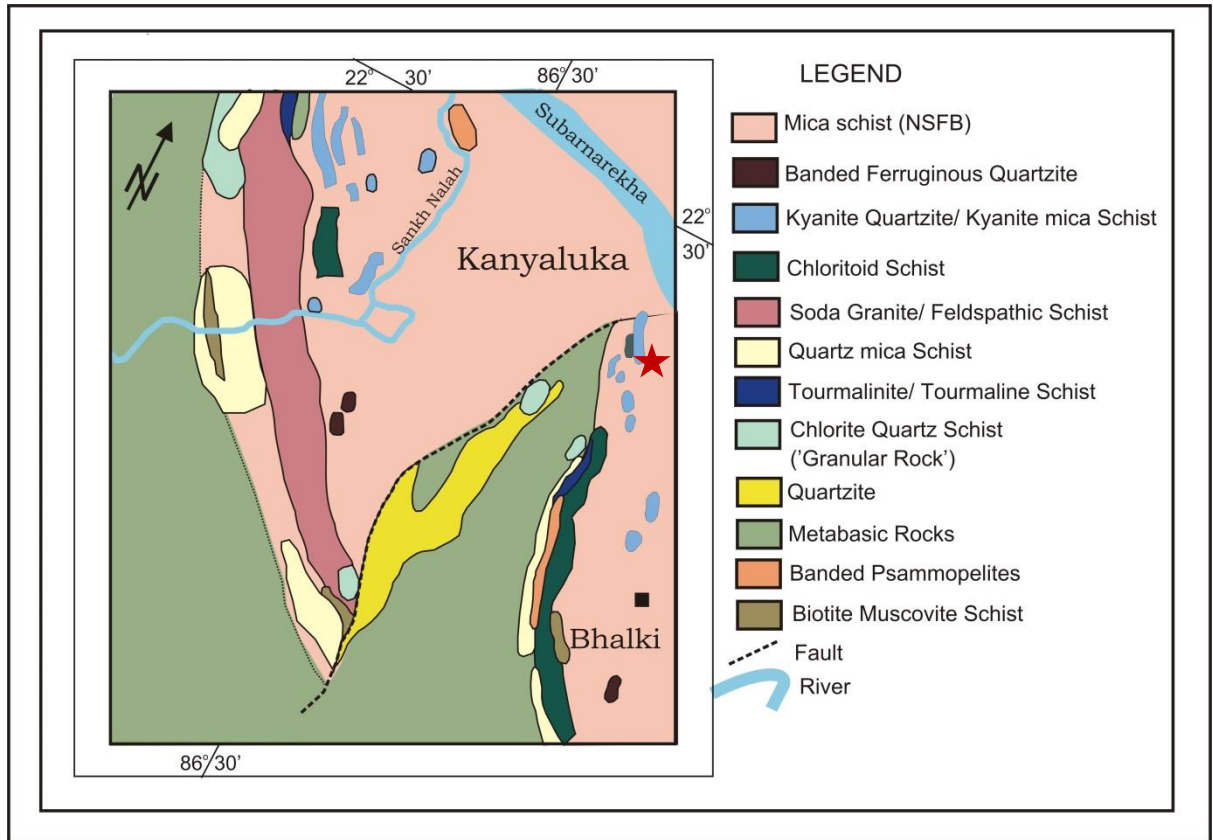 22° 30’
86° 30’
N
Subarnarekha
Sankh Nalah
Kanyaluka
22°
30’
Bhalki
86° 30’
LEGEND
Mica schist (NSFB)
Banded Ferruginous Quartzite
Kyanite Quartzite/ Kyanite mica Schist
Chloritoid Schist
Soda Granite/ Feldspathic Schist
Quartz mica Schist
Tourmalinite/ Tourmaline Schist
Chlorite Quartz Schist
(’Granular Rock’)
Quartzite
Metabasic Rocks
Banded Psammopelites
Biotite Muscovite Schist
Fault
River